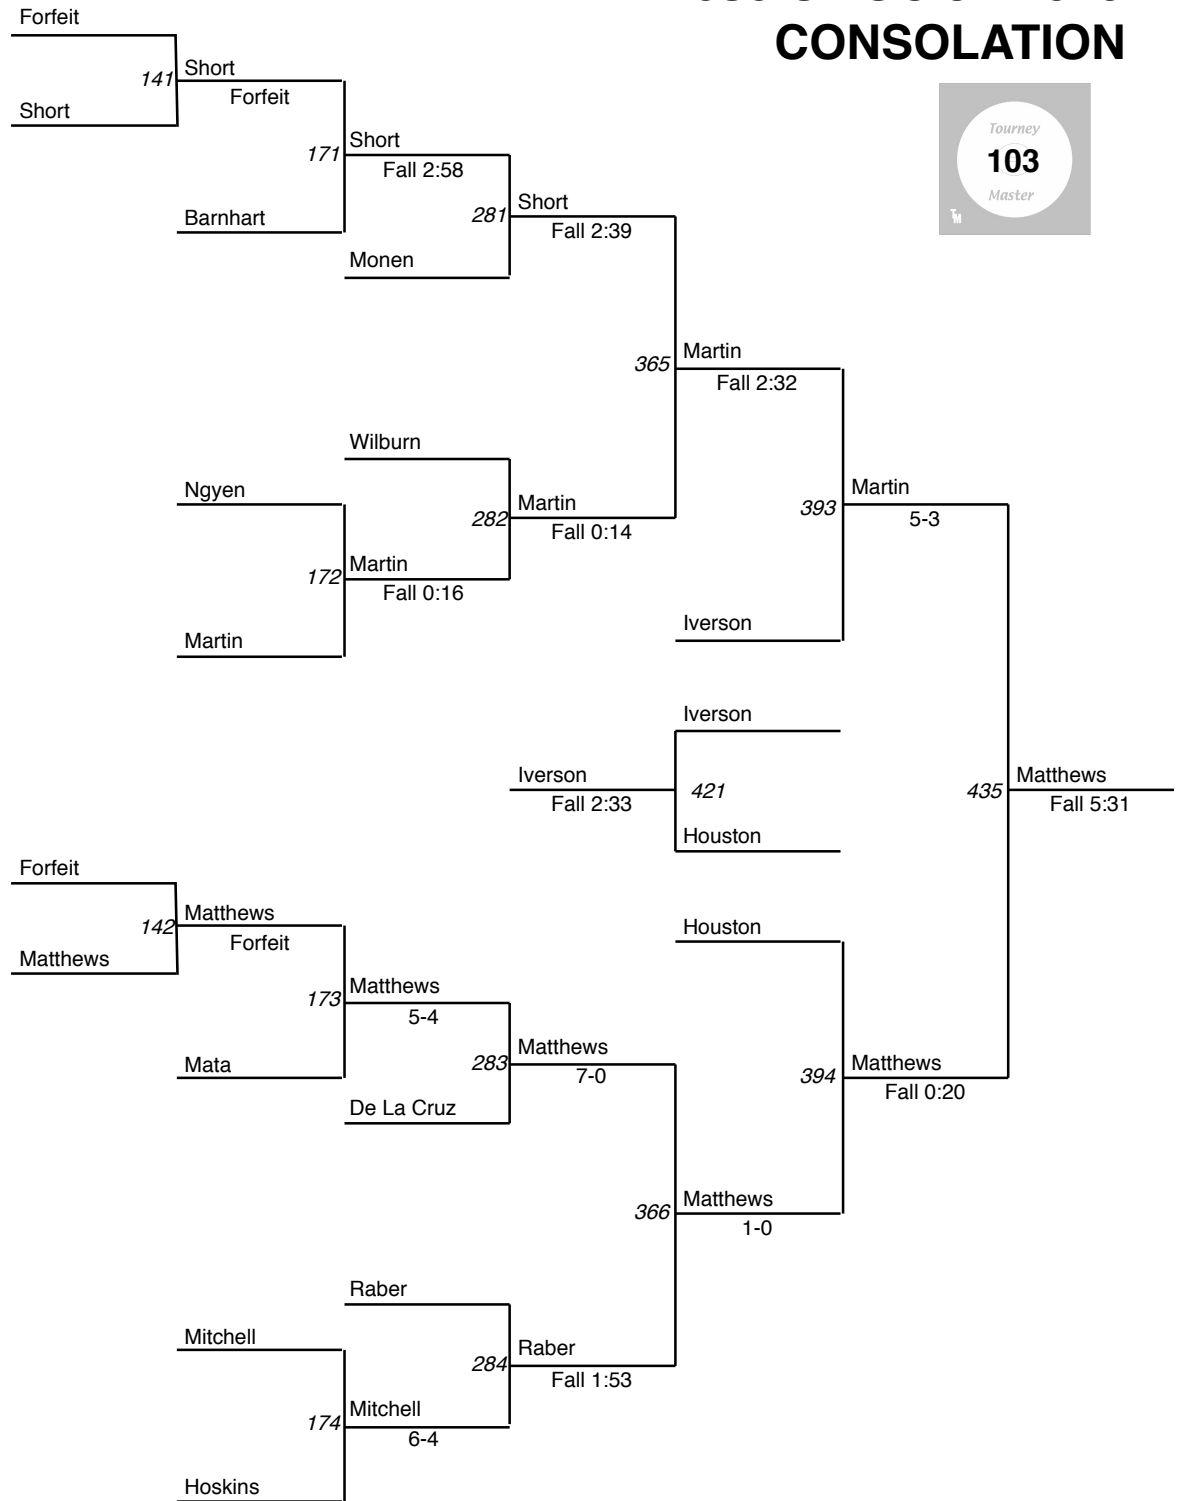 CONSOLATION
Forfeit
141
Short
Forfeit
Short
Tourney
103
Master
TM
171
Short
Fall 2:58
Barnhart
281
Short
Fall 2:39
Monen
365
Martin
Fall 2:32
Wilburn
Ngyen
282
Martin
Fall 0:14
393
Martin
5-3
172
Martin
Fall 0:16
Martin
Iverson
Iverson
Iverson
Fall 2:33
421
435
Matthews
Fall 5:31
Houston
Forfeit
142
Matthews
Forfeit
Houston
Matthews
173
Matthews
5-4
Mata
283
Matthews
7-0
394
Matthews
Fall 0:20
De La Cruz
366
Matthews
1-0
Raber
Mitchell
284
Raber
Fall 1:53
174
Mitchell
6-4
Hoskins